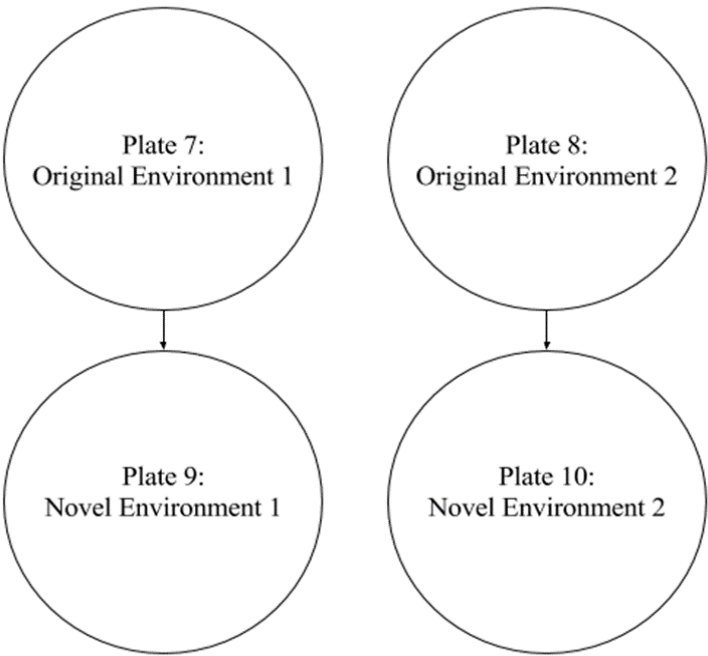 Plate 7:
Original Environment 1
Plate 8:
Original Environment 2
Plate 9:
Novel Environment 1
Plate 10:
Novel Environment 2